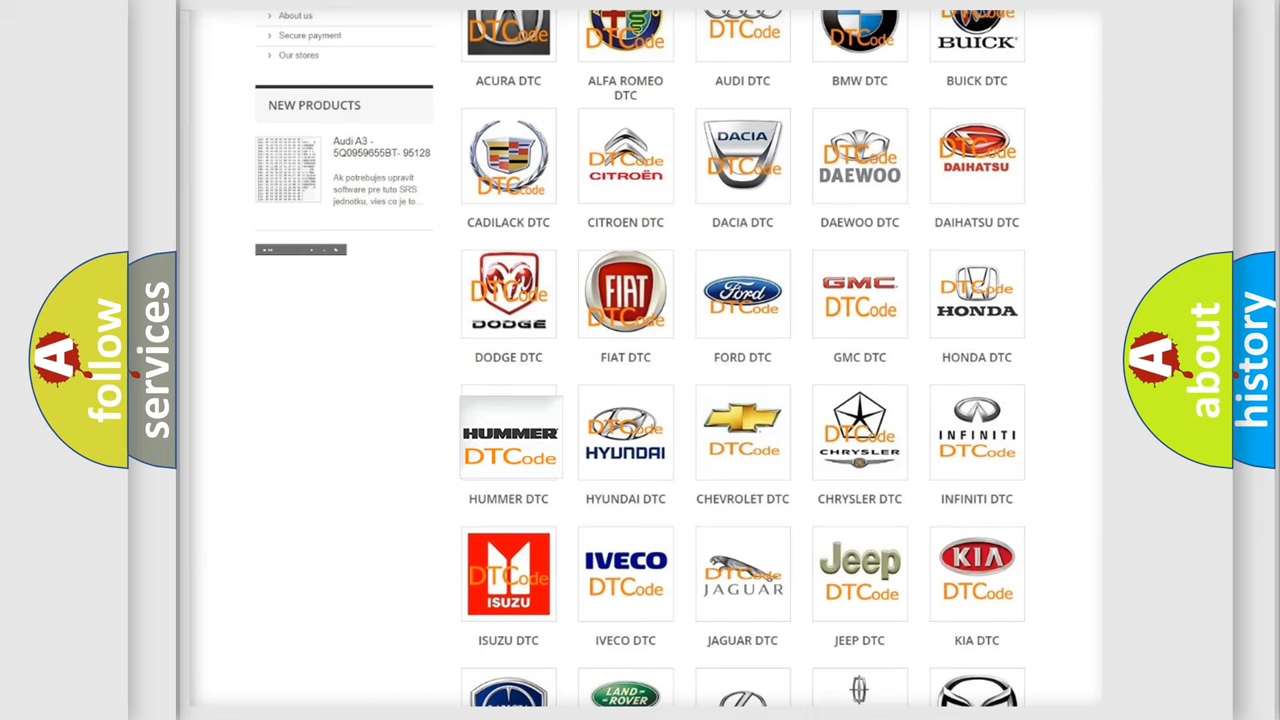 About us
Secure payment
Our stores
NEW PRODUCTS
Audi A3 -
5Q0959655BT- 95128
Ak potrebujes upravit
software pre tuto SRS
jednotku, vies co je to...
DTCode
DTCode
DTCode
DTCode
DTCode
BUICK
ACURA DTC
ALFA ROMEO
DTC
AUDI DTC
BMW DTC
BUICK DTC
DTCode
DTCode
CITROËN
DACIA
DTCode
DTCode
DAEWOO
DTCode
DAIHATSU
CADILACK DTC
CITROEN DTC
DACIA DTC
DAEWOO DTC
DAIHATSU DTC
DTCode
DODGE
FIAT
DTCode
Ford
DTCode
GMC
DTCode
DTCode
HONDA
DODGE DTC
FIAT DTC
FORD DTC
GMC DTC
HONDA DTC
HUMMER
DTCode
DTCode
HYUNDAI
DTCode
DTCode
CHRYSLER
INFINITI
DTCode
HUMMER DTC
HYUNDAI DTC
CHEVROLET DTC
CHRYSLER DTC
INFINITI DTC
DTCode
ISUZU
IVECO
DTCode
DTCode
JAGUAR
Jeep
DTCode
KIA
DTCode
ISUZU DTC
IVECO DTC
JAGUAR DTC
JEEP DTC
KIA DTC
LAND-
ROVER
A follow
services
A about
history